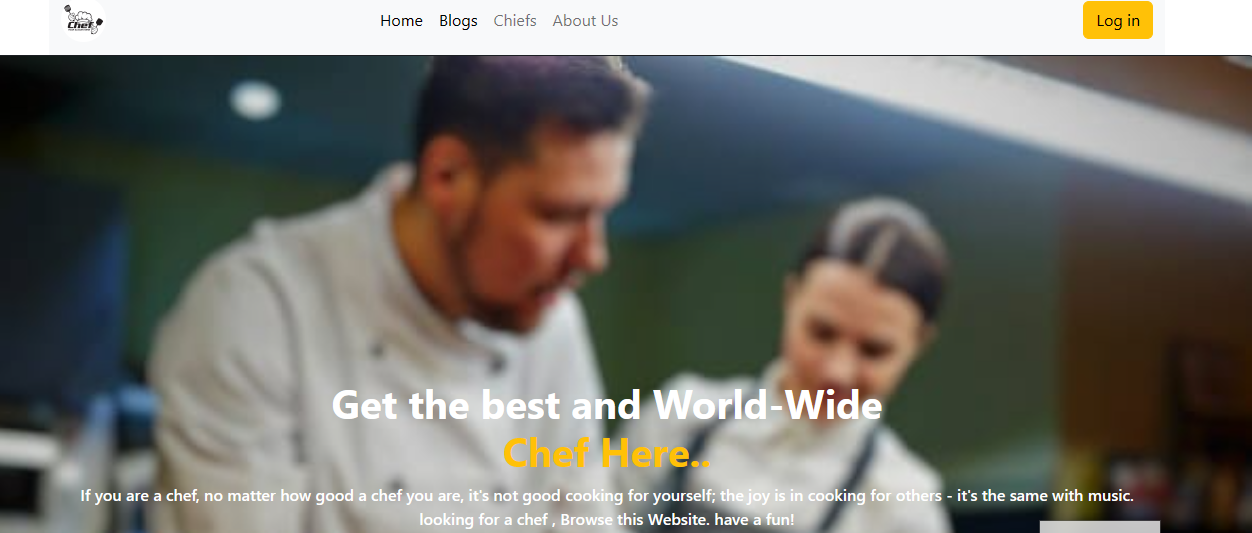 Chef
Home Blogs Chiefs About Us
Log in
Get the best and World-Wide
Chef Here..
If you are a chef, no matter how good a chef you are, it's not good cooking for yourself; the joy is in cooking for others - it's the same with music.
looking for a chef , Browse this Website. have a fun!